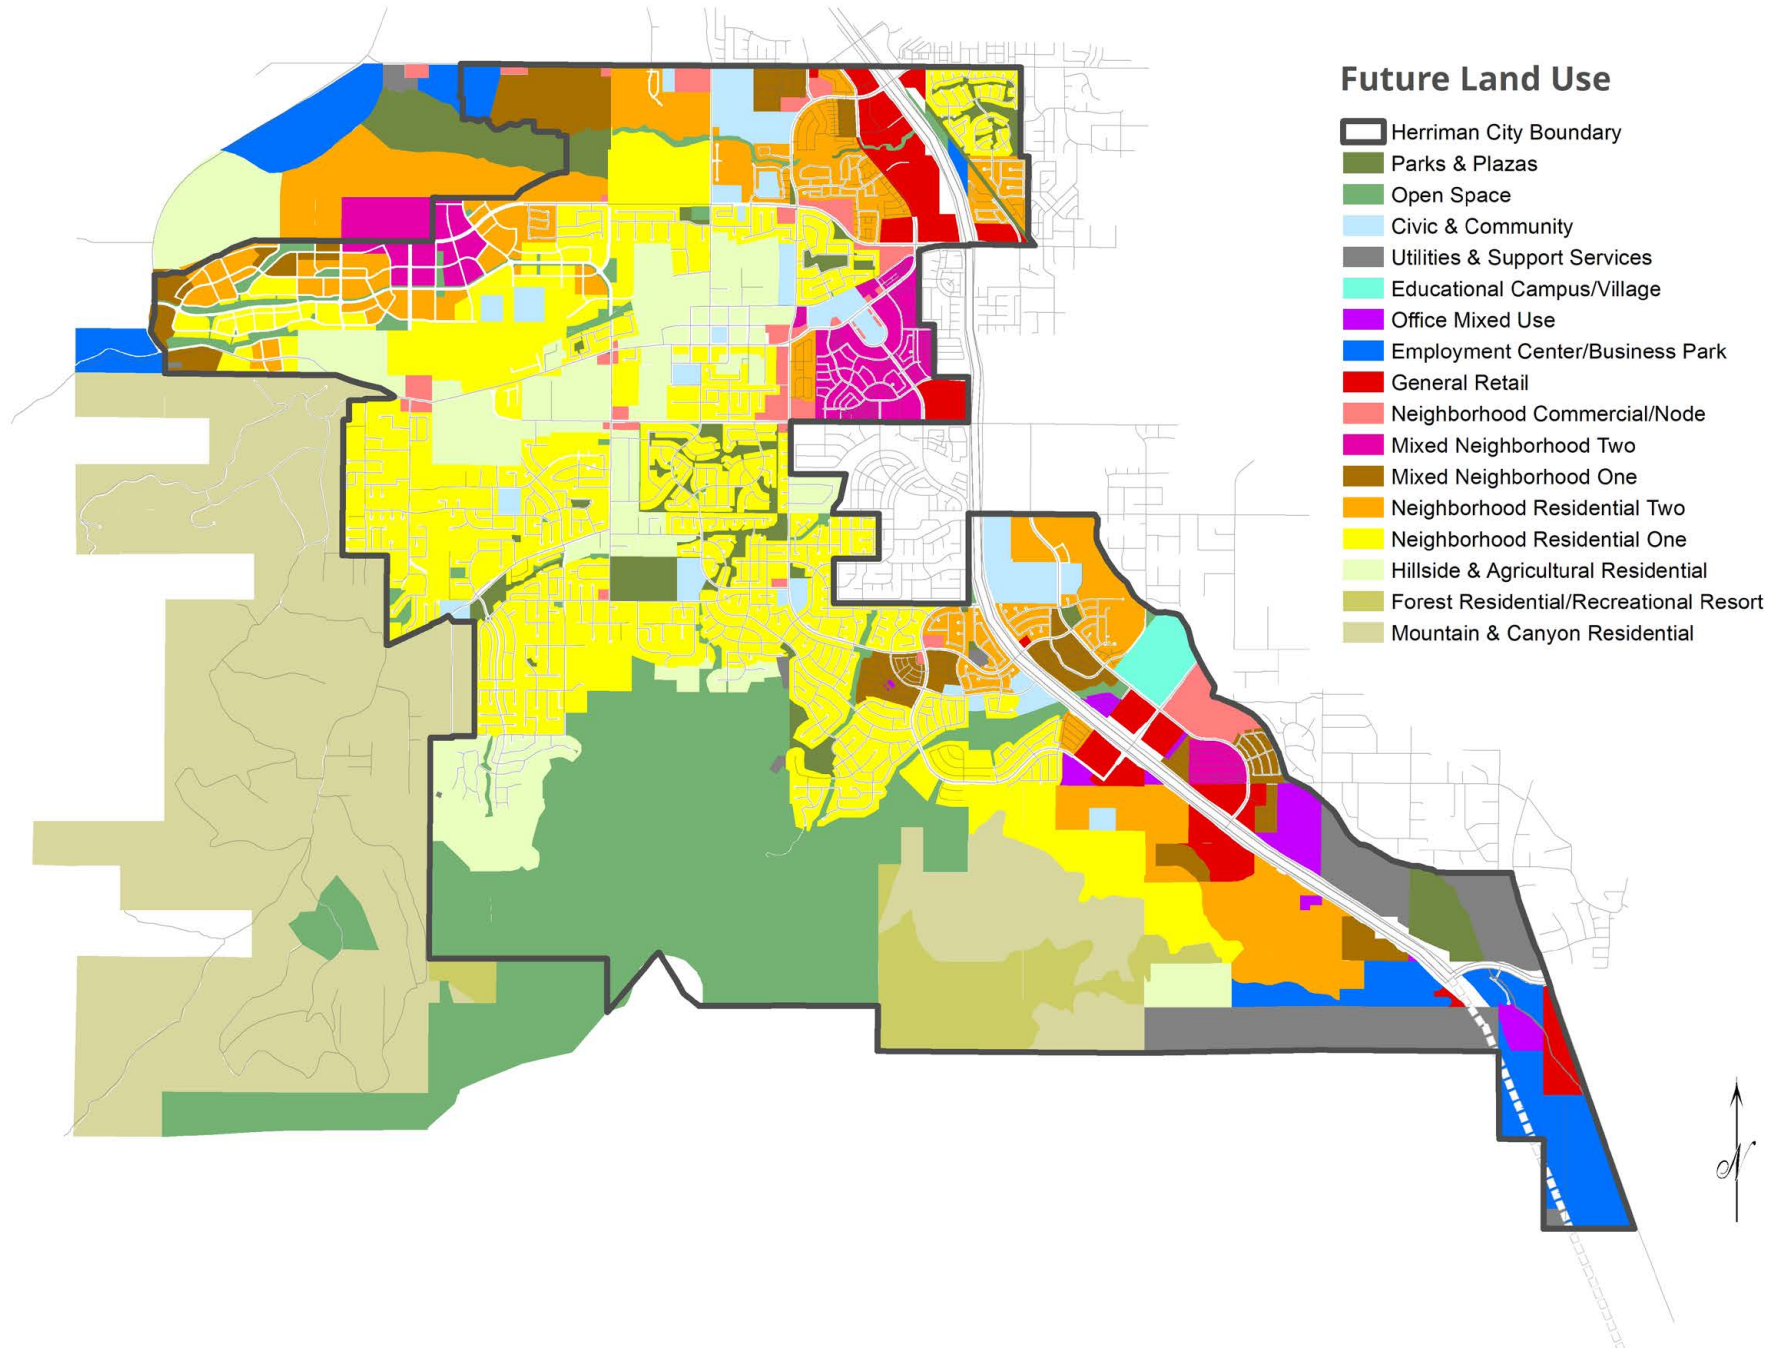 Future Land Use
Herriman City Boundary
Parks & Plazas
Open Space
Civic & Community
Utilities & Support Services
Educational Campus/Village
Office Mixed Use
Employment Center/Business Park
General Retail
Neighborhood Commercial/Node
Mixed Neighborhood Two
Mixed Neighborhood One
Neighborhood Residential Two
Neighborhood Residential One
Hillside & Agricultural Residential
Forest Residential/Recreational Resort
Mountain & Canyon Residential
N